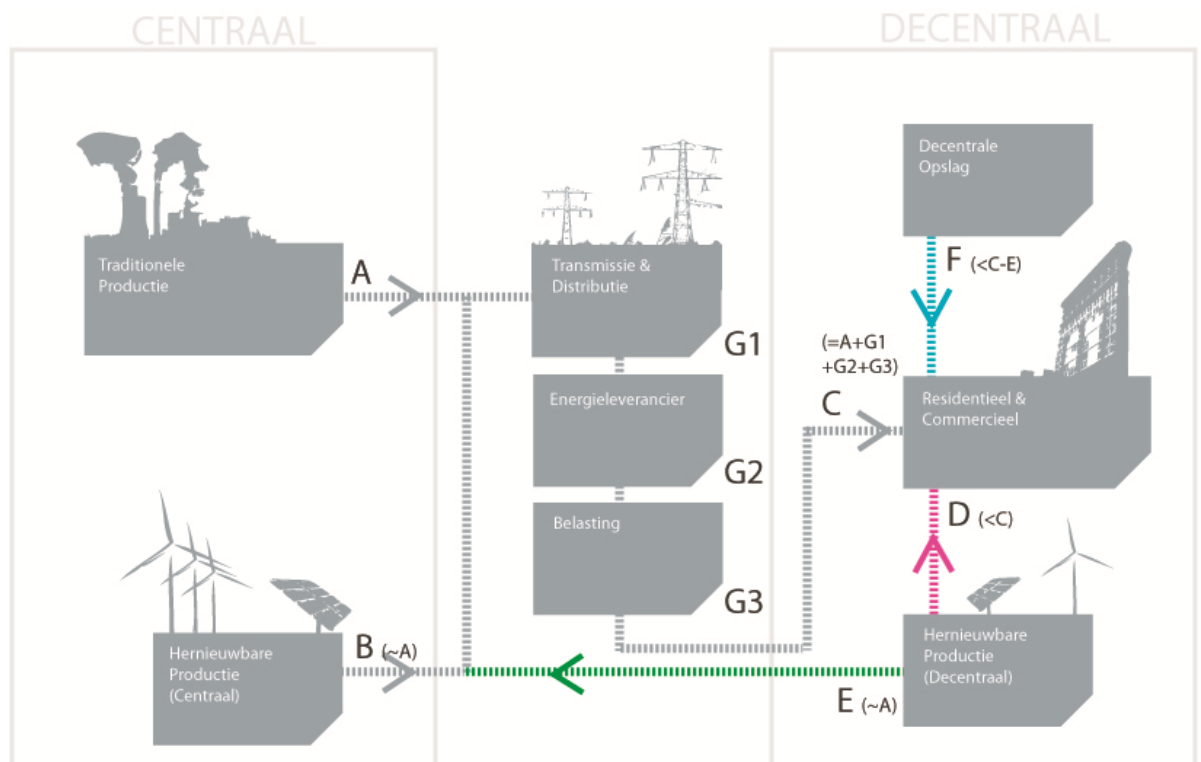 CENTRAAL
DECENTRAAL
Traditionele
Productie
A
Transmissie &
Distributie
G1
Energieleverancier
G2
Belasting
G3
Decentrale
Opslag
F (<C-E)
(=A+G1
+G2+G3)
C
Residentieel &
Commercieel
D (<C)
Hernieuwbare
Productie
(Centraal)
B (~A)
Hernieuwbare
Productie
(Decentraal)
E (~A)